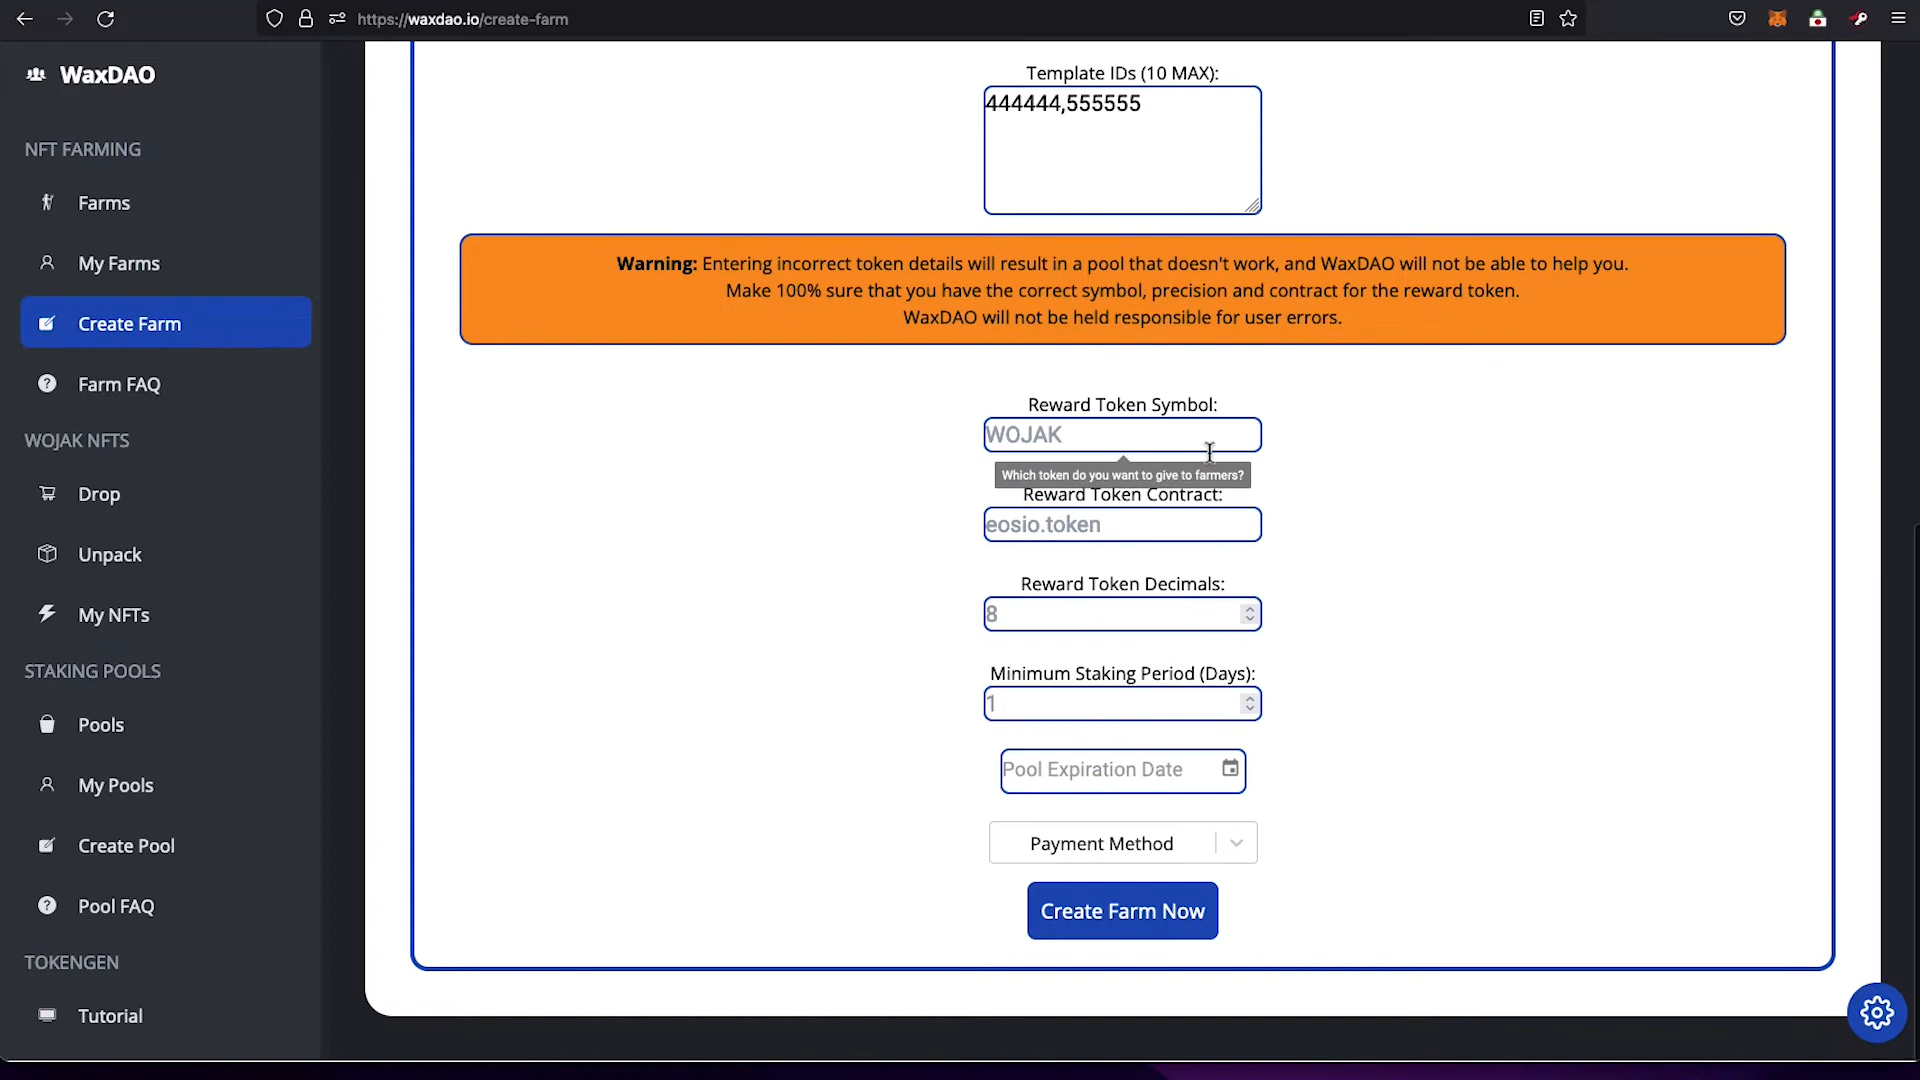 https://waxdao.io/create-farm
WaxDAO
NFT FARMING
Farms
My Farms
Create Farm
Farm FAQ
WOJAK NFTS
Drop
Unpack
My NFTs
STAKING POOLS
Pools
My Pools
Create Pool
Pool FAQ
TOKENGEN
Tutorial
Template IDs (10 MAX):
444444,555555
Warning: Entering incorrect token details will result in a pool that doesn't work, and WaxDAO will not be able to help you.
Make 100% sure that you have the correct symbol, precision and contract for the reward token.
WaxDAO will not be held responsible for user errors.
Reward Token Symbol:
WOJAK
Which token do you want to give to farmers?
Reward Token Contract:
eosio.token
Reward Token Decimals:
8
Minimum Staking Period (Days):
1
Pool Expiration Date
Payment Method
Create Farm Now